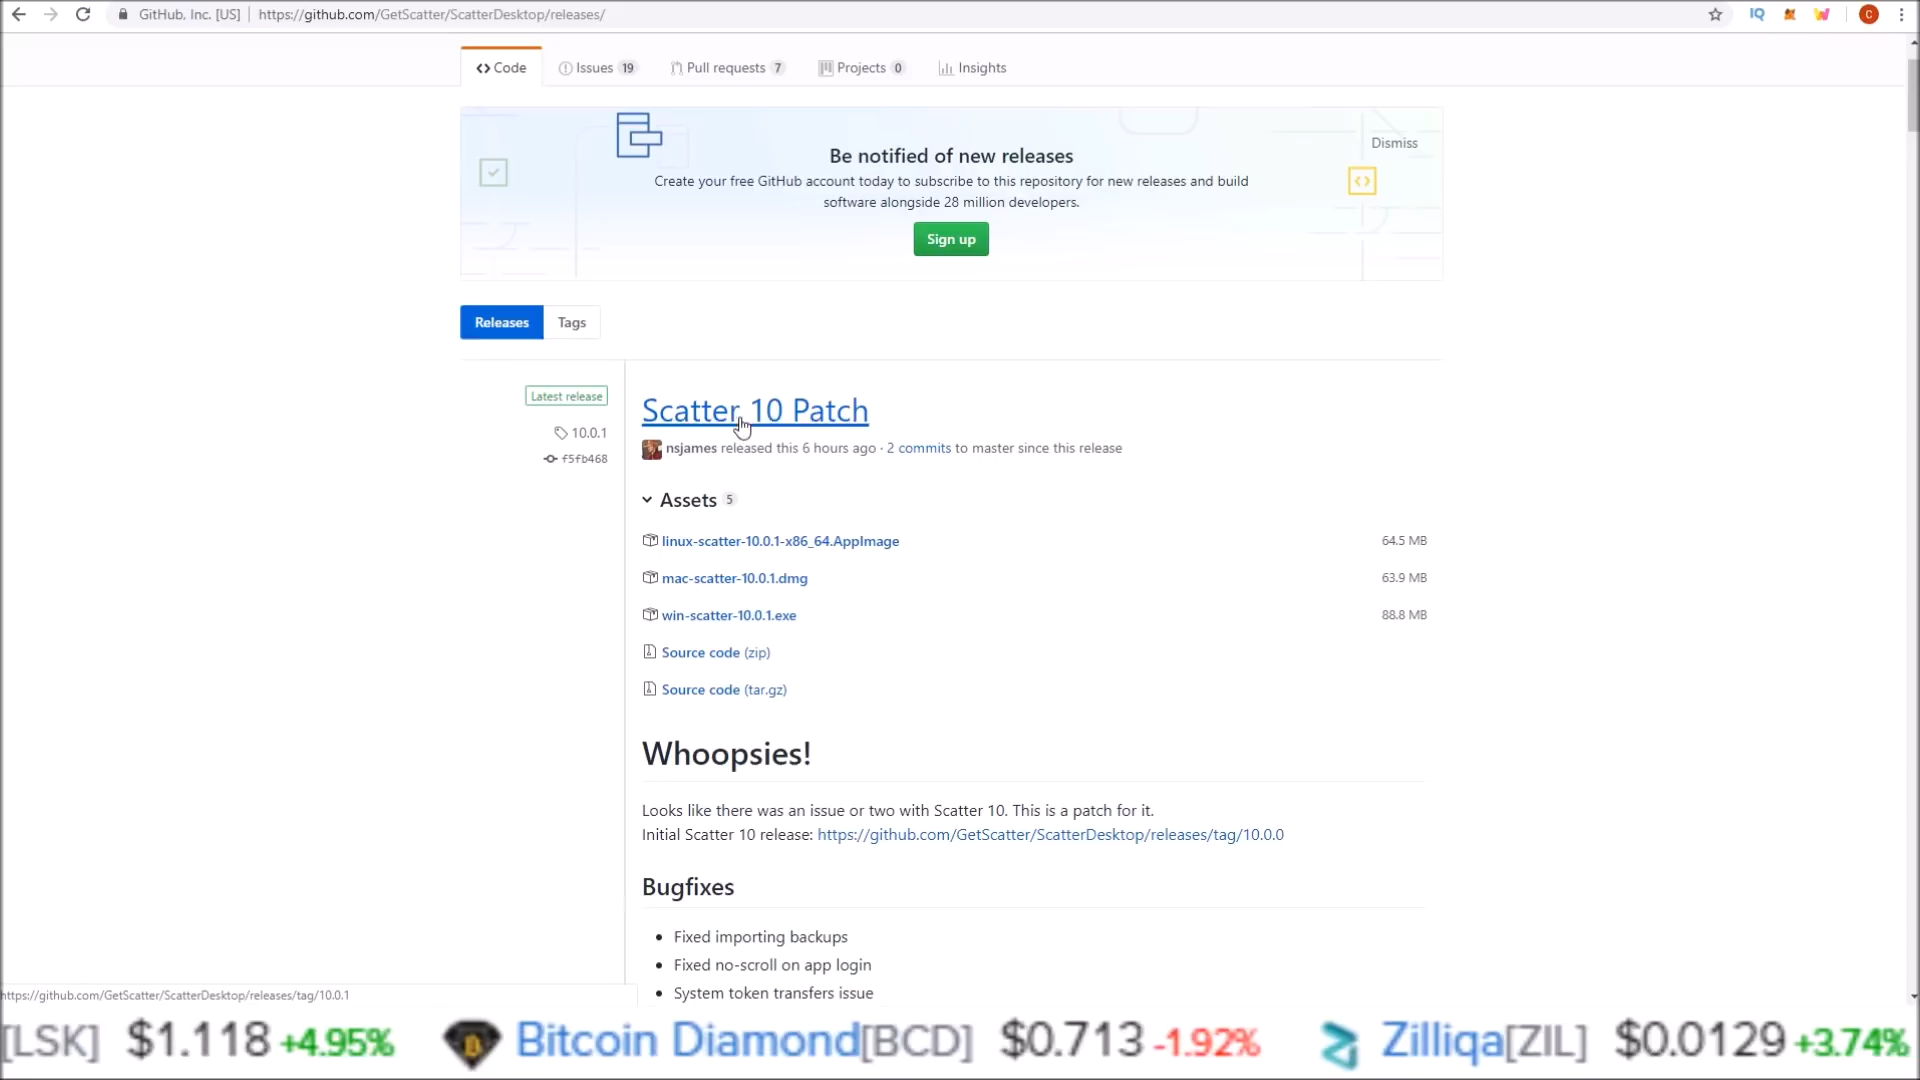 GitHub, Inc. [US] https://github.com/GetScatter/ScatterDesktop/releases/
IQ
C
Code Issues 19 Pull requests 7 Projects 0 Insights
Be notified of new releases
Dismiss
Create your free GitHub account today to subscribe to this repository for new releases and build
software alongside 28 million developers.
Sign up
Releases Tags
Latest release
10.0.1
f5fb468
Scatter 10 Patch
nsjames released this 6 hours ago · 2 commits to master since this release
Assets 5
linux-scatter-10.0.1-x86_64.AppImage 64.5 MB
mac-scatter-10.0.1.dmg 63.9 MB
win-scatter-10.0.1.exe 88.8 MB
Source code (zip)
Source code (tar.gz)
Whoopsies!
Looks like there was an issue or two with Scatter 10. This is a patch for it.
Initial Scatter 10 release: https://github.com/GetScatter/ScatterDesktop/releases/tag/10.0.0
Bugfixes
• Fixed importing backups
• Fixed no-scroll on app login
• System token transfers issue
https://github.com/GetScatter/ScatterDesktop/releases/tag/10.0.1
[LSK] $1.118 +4.95% Bitcoin Diamond[BCD] $0.713 -1.92% Zilliqa[ZIL] $0.0129 +3.74%